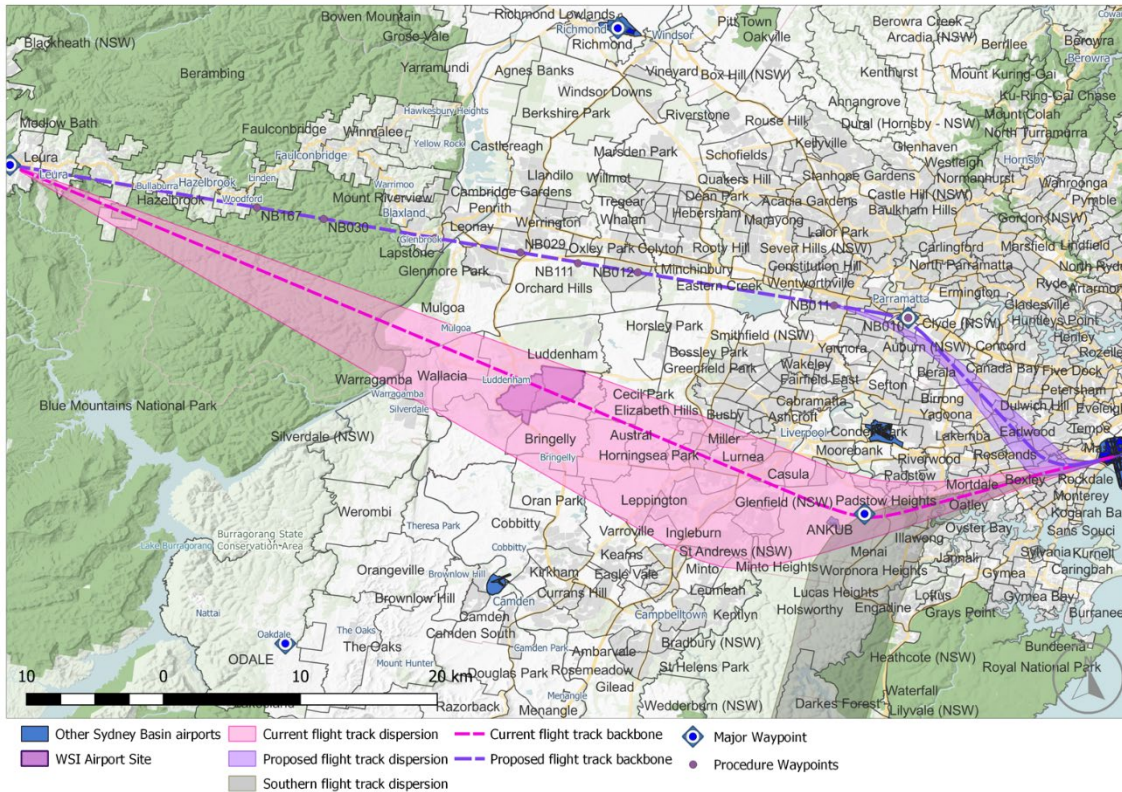 Bowen Mountain
Richmond Lowlands
Pitt Town
Berowra Creek
Cowan
Blackheath (NSW)
Grose Vale
Richmond
Windsor
Oakville
Arcadia (NSW)
Berrilee
Berowra
Richmond
Berowra
Yarramundi
Agnes Banks
Vineyard
Box Hill (NSW)
Kenthurst
Mount Kuring-Gai
Berambing
Windsor Downs
Ku-Ring-Gai Chase
Hawkesbury Heights
Berkshire Park
Riverstone
Rouse Hill
Annangrove
Mount Colah
Medlow Bath
Faulconbridge
Winmalee
Dural (Hornsby - NSW)
North Turramurra
Yellow Rock
Castlereagh
Marsden Park
Schofields
Kellyville
Glenhaven
Leura
Faulconbridge
Westleigh
Hornsby
Leura
Bullaburra
Hazelbrook
Linden
Warrimoo
Llandilo
Willmot
Quakers Hill
Stanhope Gardens
Normanhurst
Wahroonga
Hazelbrook
Woodford
Mount Riverview
Cambridge Gardens
Tregear
Dean Park
Acacia Gardens
Castle Hill (NSW)
Pymble
NB167
Blaxland
Penrith
Werrington
Whalan
Hebersham
Marayong
Baulkham Hills
Gordon (NSW)
NB030
Leonay
Lalor Park
Glenbrook
Lapstone
NB029
Oxley Park
Colyton
Rooty Hill
Seven Hills (NSW)
Carlingford
Marsfield
Lindfield
Glenmore Park
NB111
NB012
Minchinbury
Constitution Hill
North Parramatta
North Ryde
Orchard Hills
Eastern Creek
Wentworthville
Ermington
Ryde
Artarmon
Mulgoa
NB011
Parramatta
Gladesville
Mulgoa
Horsley Park
Smithfield (NSW)
NB010
Clyde (NSW)
Huntleys Point
Luddenham
Bossley Park
Yennora
Auburn (NSW)
Concord
Henley
Greenfield Park
Wakeley
Berala
Canada Bay
Rozelle
Warragamba
Wallacia
Luddenham
Fairfield East
Sefton
Five Dock
Blue Mountains National Park
Warragamba
Cecil Park
Cabramatta
Birrong
Petersham
Silverdale
Elizabeth Hills
Busby
Ashcroft
Yagoona
Dulwich Hill
Silverdale (NSW)
Bringelly
Austral
Miller
Liverpool
Lakemba
Earlwood
Tempe
Bringelly
Horningsea Park
Lurnea
Moorebank
Riverwood
Roselands
Casula
Padstow
Mortdale
Bexley
Rockdale
Oran Park
Leppington
Glenfield (NSW)
Padstow Heights
Oatley
Monterey
Werombi
Theresa Park
Cobbitty
Varroville
Ingleburn
ANKUB
Sans Souci
Burragorang State
Conservation Area
Illawong
Oyster Bay
Lake Burragorang
Cobbitty
Kearns
St Andrews (NSW)
Menai
Jannali
Sylvania
Kurnell
Orangeville
Brownlow Hill
Kirkham
Eagle Vale
Minto
Minto Heights
Woronora Heights
Gymea
Caringbah
Nattai
Brownlow Hill
Camden
Currans Hill
Leumeah
Lucas Heights
Loftus
Gymea Bay
Camden
Campbelltown
Kentlyn
Holsworthy
Engadine
Grays Point
Oakdale
The Oaks
Camden South
Camden Park
Ambarvale
Bradbury (NSW)
Bundeena
ODALE
The Oaks
Mount Hunter
Douglas Park
Rosemeadow
St Helens Park
Heathcote (NSW)
Royal National Park
10 0 10 20 km
Menangle
Gilead
Waterfall
Razorback
Menangle
Wedderburn (NSW)
Darkes Forest
Lilyvale (NSW)
Other Sydney Basin airports
Current flight track dispersion
Current flight track backbone
Major Waypoint
WSI Airport Site
Proposed flight track dispersion
Proposed flight track backbone
Procedure Waypoints
Southern flight track dispersion